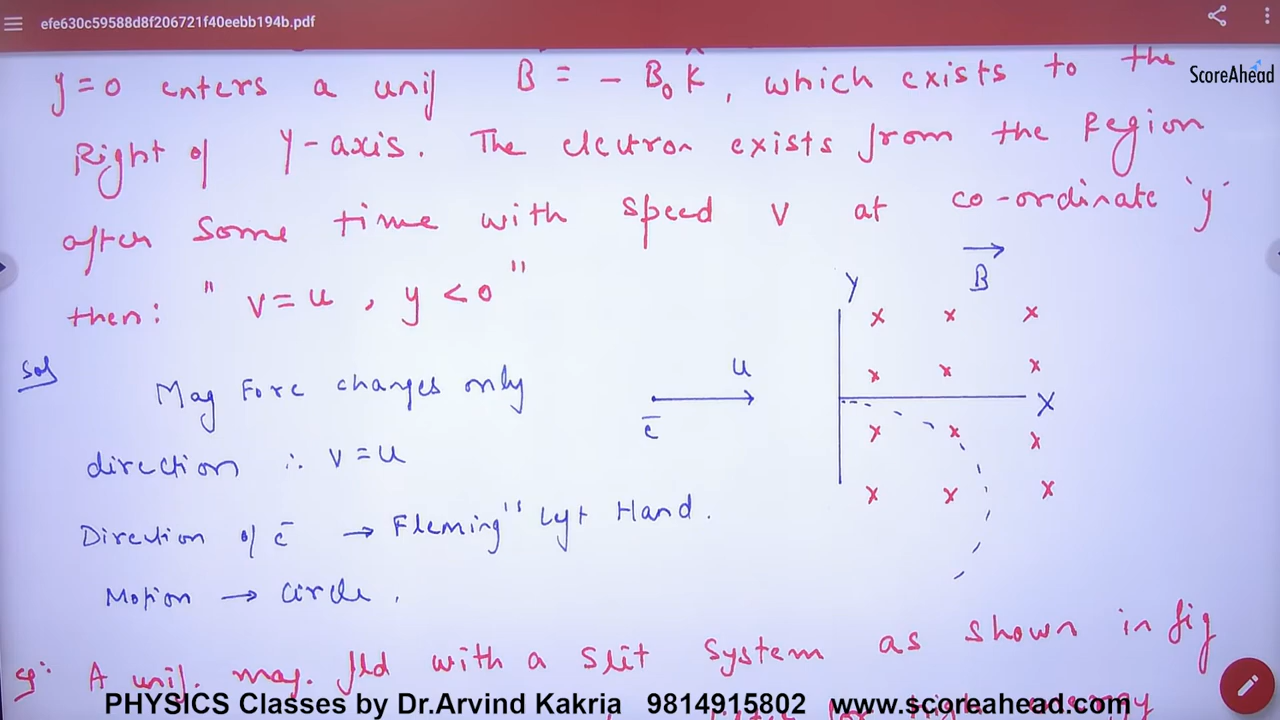 efe630c59588d8f206721f40eebb194b.pdf
ScoreAhead
y=0 enters a unif B = - B₀ k̂, which exists to the
Right of Y-axis. The electron exists from the Region
after some time with speed v at co-ordinate 'y'
then: " v=u , y<0 "
B
Y
x x x
x x x
X
x x x
x x x
Sol
Mag Force changes only
u
e̅
direction ∴ v=u
Direction of e̅ → Fleming" Left Hand.
Motion → circle.
A unif. mag. fld with a slit system as shown in fig
PHYSICS Classes by Dr.Arvind Kakria 9814915802 www.scoreahead.com